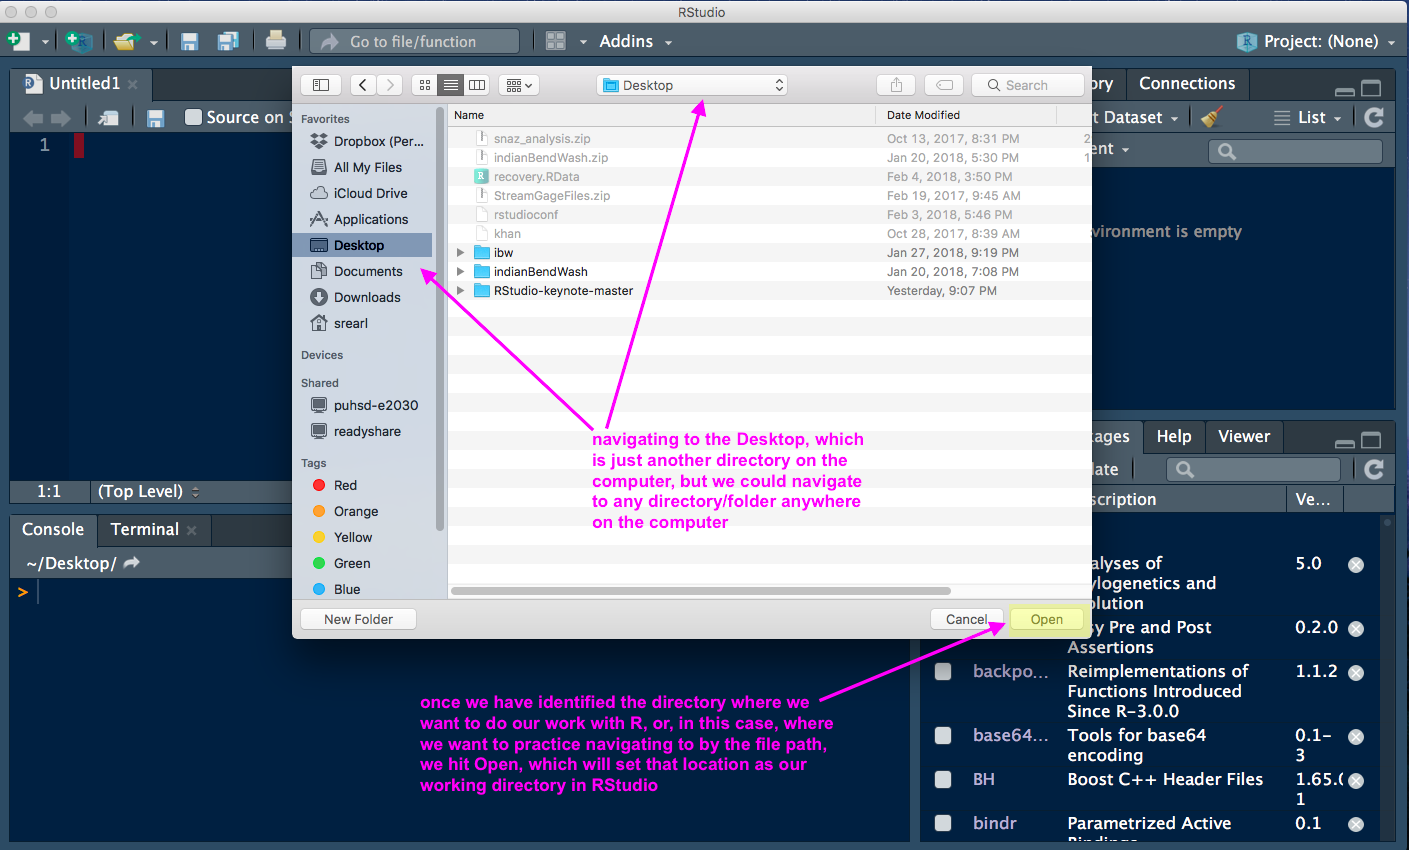 RStudio
Go to file/function
Addins
Project: (None)
Untitled1
Source on S
1
1:1
(Top Level)
Console
Terminal
~/Desktop/
>
Desktop
Search
Favorites
Dropbox (Per...
All My Files
iCloud Drive
Applications
Desktop
Documents
Downloads
srearl
Devices
Shared
puhsd-e2030
readyshare
Tags
Red
Orange
Yellow
Green
Blue
Name Date Modified
snaz_analysis.zip Oct 13, 2017, 8:31 PM 2
indianBendWash.zip Jan 20, 2018, 5:30 PM 1
recovery.RData Feb 4, 2018, 3:50 PM
StreamGageFiles.zip Feb 19, 2017, 9:45 AM
rstudioconf Feb 3, 2018, 5:46 PM
khan Oct 28, 2017, 8:39 AM
ibw Jan 27, 2018, 9:19 PM
indianBendWash Jan 20, 2018, 7:08 PM
RStudio-keynote-master Yesterday, 9:07 PM
navigating to the Desktop, which
is just another directory on the
computer, but we could navigate
to any directory/folder anywhere
on the computer
New Folder
Cancel
Open
once we have identified the directory where we
want to do our work with R, or, in this case, where
we want to practice navigating to by the file path,
we hit Open, which will set that location as our
working directory in RStudio
ory
Connections
t Dataset
List
ent
vironment is empty
ages
Help
Viewer
late
scription
Ve...
alyses of 5.0
ylogenetics and
olution
sy Pre and Post 0.2.0
Assertions
backpo... Reimplementations of 1.1.2
Functions Introduced
Since R-3.0.0
base64... Tools for base64 0.1-
encoding 3
BH Boost C++ Header Files 1.65.0
1
bindr Parametrized Active 0.1
Bindings